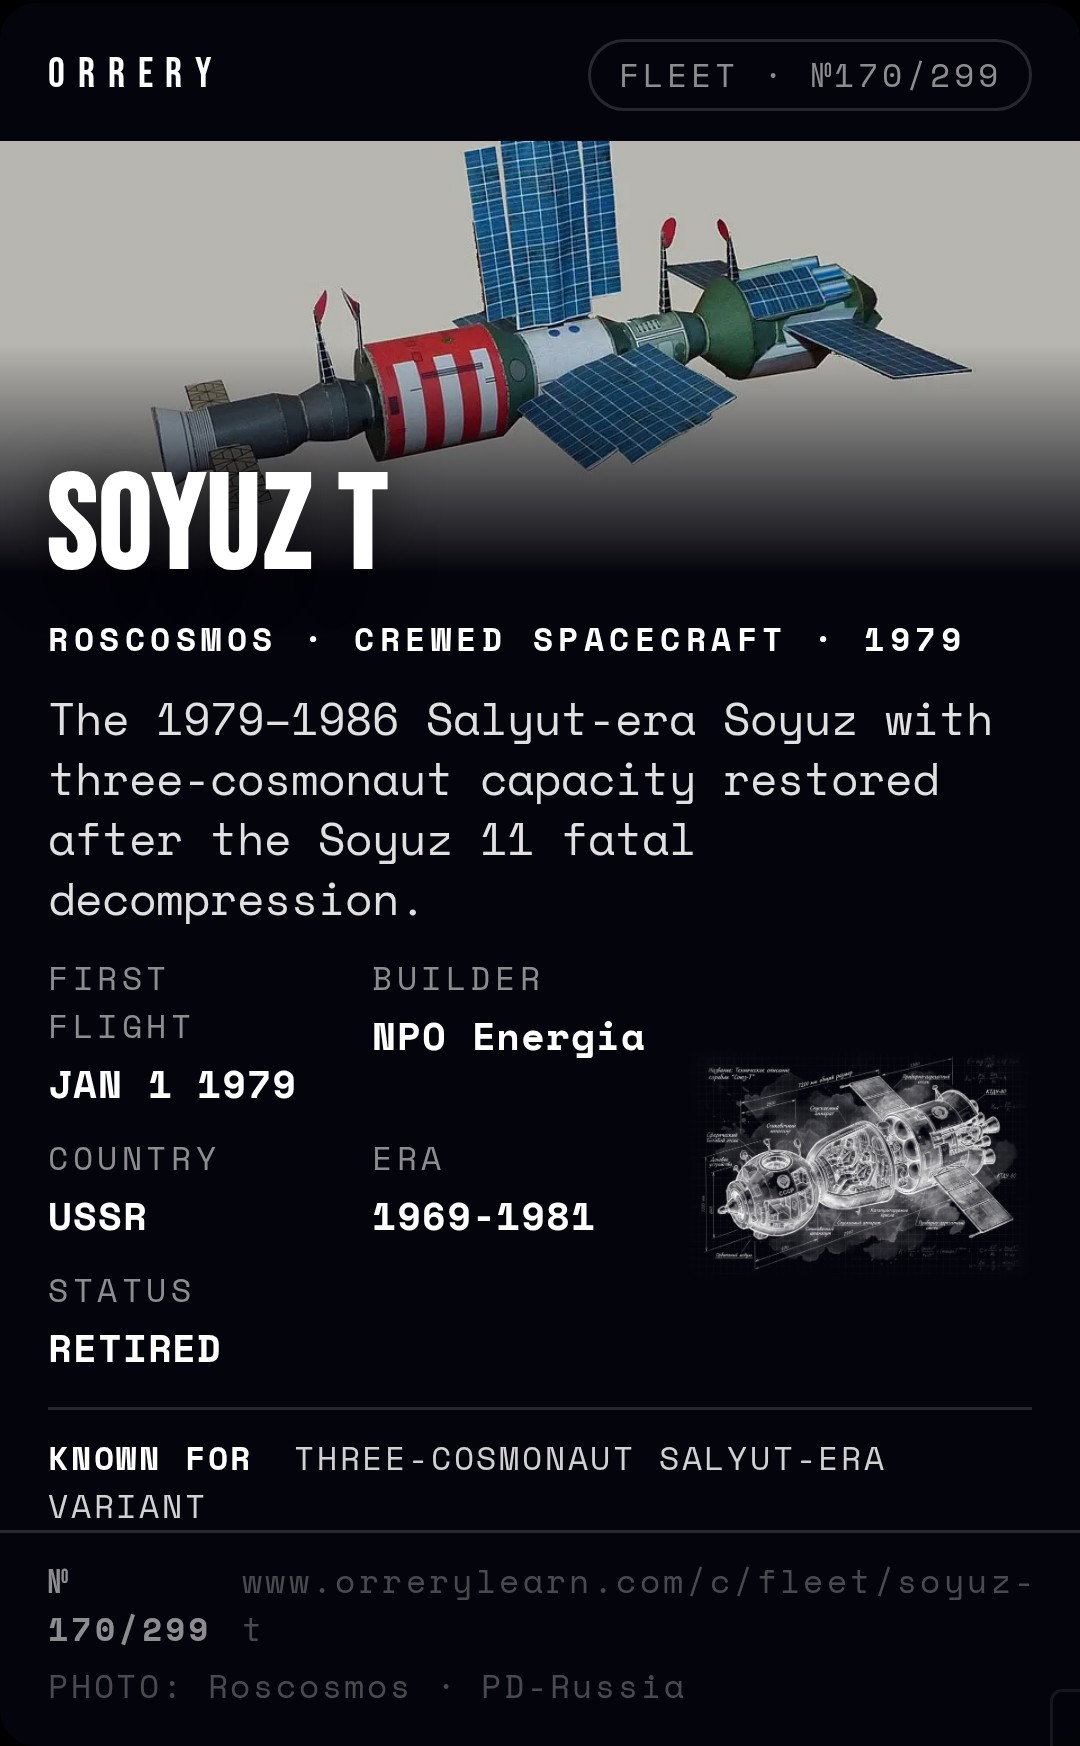 ORRERY
FLEET · №170/299
SOYUZ T
ROSCOSMOS · CREWED SPACECRAFT · 1979
The 1979–1986 Salyut-era Soyuz with
three-cosmonaut capacity restored
after the Soyuz 11 fatal
decompression.
FIRST
FLIGHT
JAN 1 1979
BUILDER
NPO Energia
COUNTRY
USSR
ERA
1969-1981
STATUS
RETIRED
KNOWN FOR THREE-COSMONAUT SALYUT-ERA
VARIANT
№
170/299
www.orrerylearn.com/c/fleet/soyuz-
t
PHOTO: Roscosmos · PD-Russia